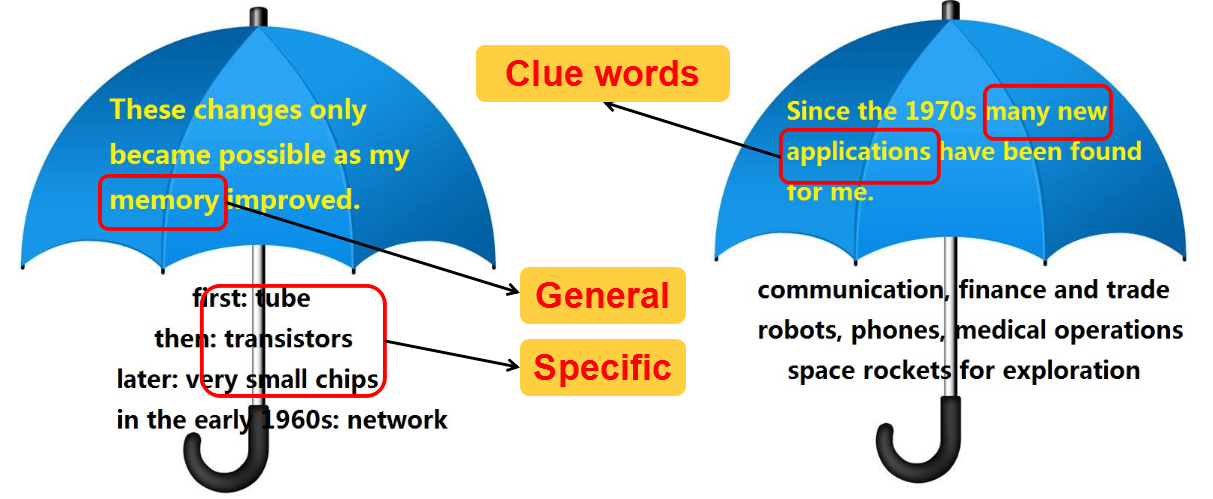 These changes only
became possible as my
memory improved.
first: tube
then: transistors
later: very small chips
in the early 1960s: network
Clue words
General
Specific
Since the 1970s many new
applications have been found
for me.
communication, finance and trade
robots, phones, medical operations
space rockets for exploration